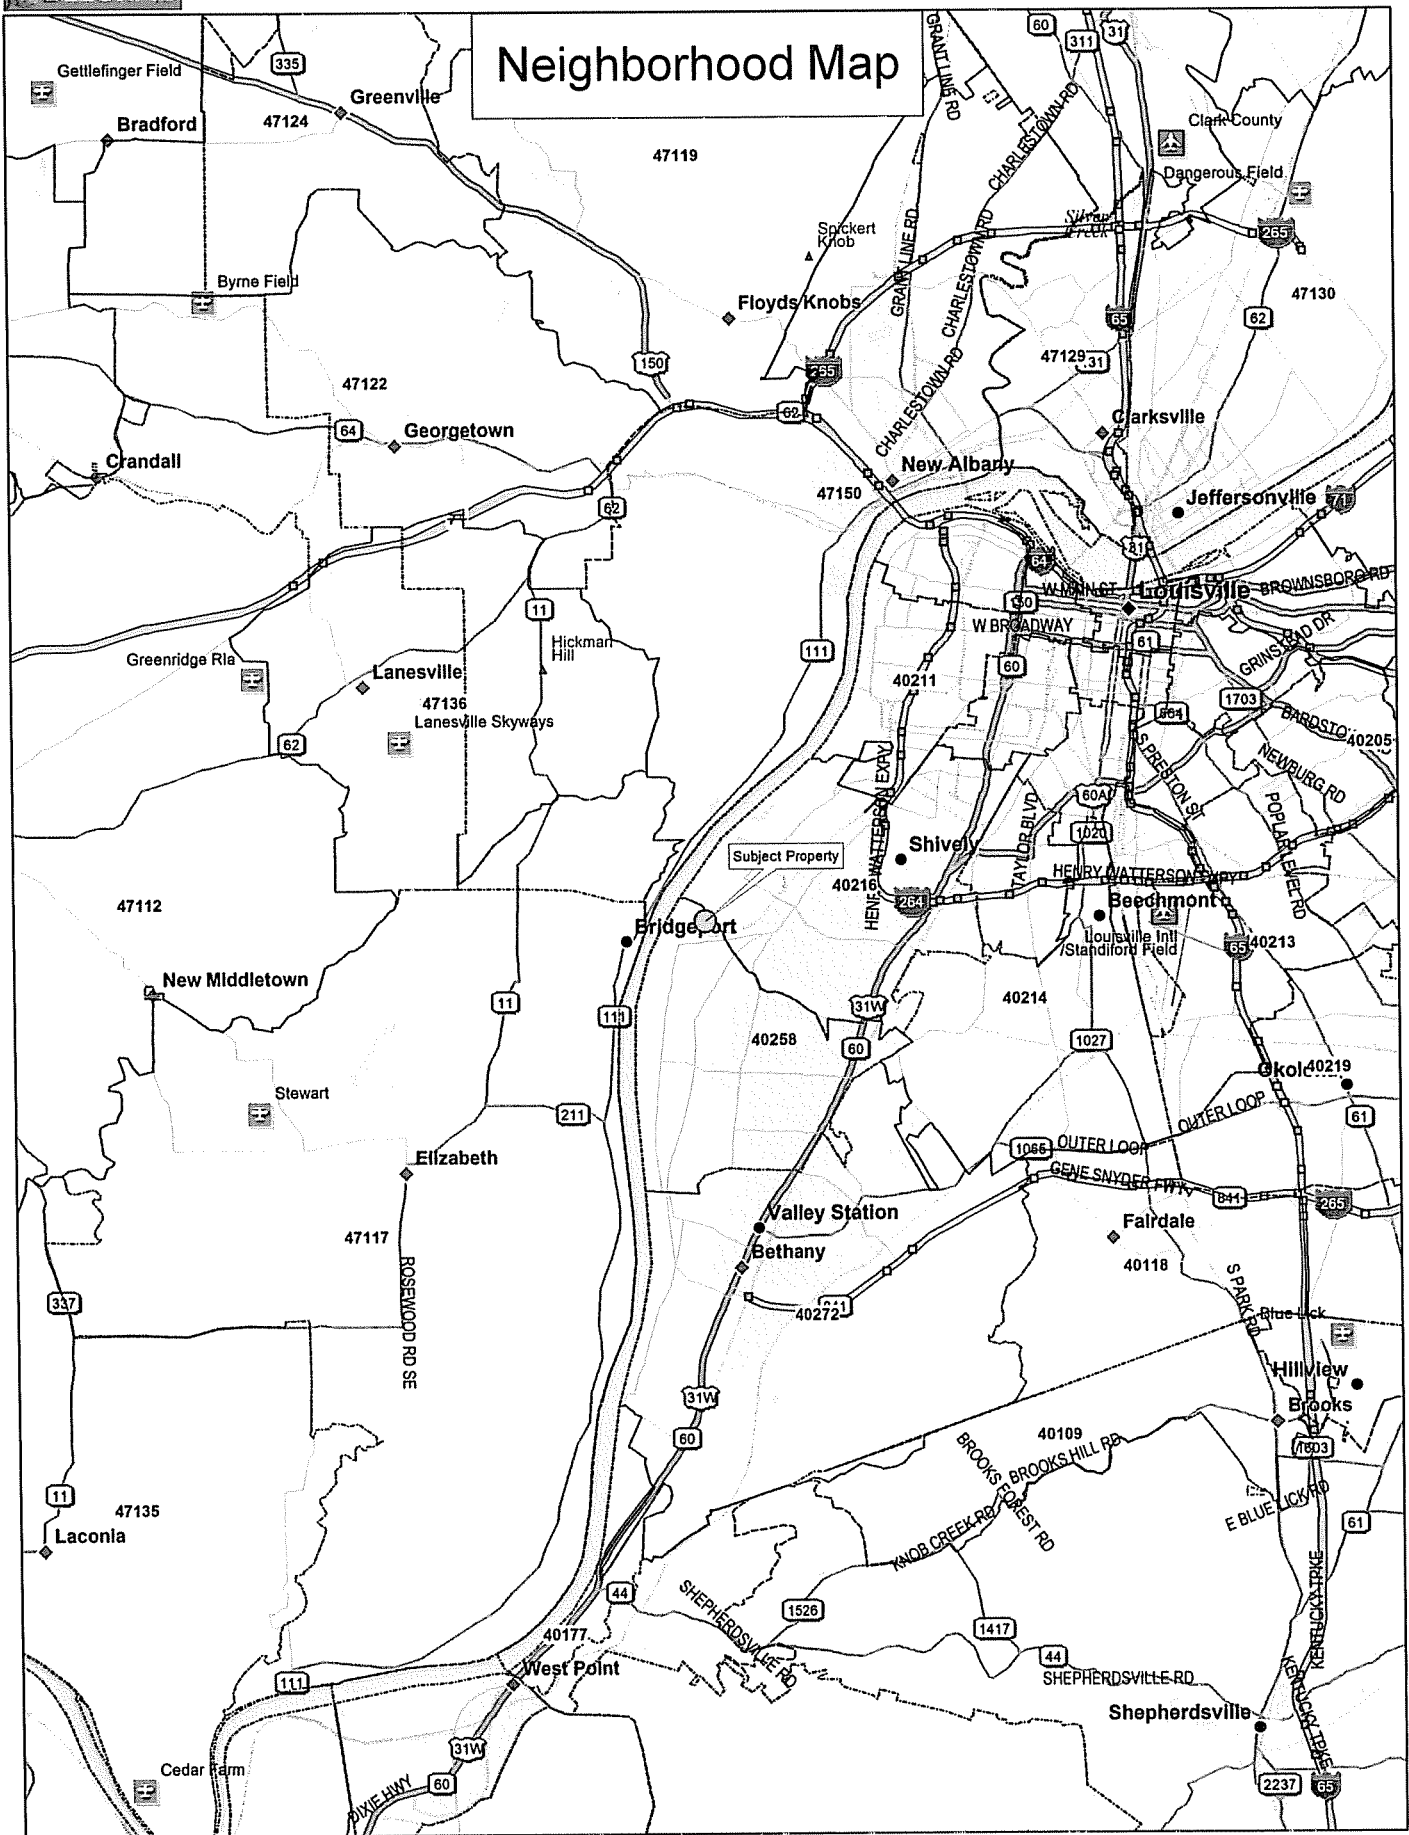 Neighborhood Map
Gettlefinger Field
Bradford
335
Greenville
47124
47119
GRANT LINE RD
60
311
31
CHARLESTOWN RD
Clark County
Dangerous Field
Silver
Creek
265
Spickert
Knob
GRANT LINE RD
CHARLESTOWN RD
Byrne Field
Floyds Knobs
47130
65
62
150
265
47129
31
47122
62
CHARLESTOWN RD
Clarksville
64
Georgetown
Crandall
New Albany
47150
Jeffersonville
71
62
31
64
BROWNSBORO RD
W MAIN ST
Louisville
150
11
W BROADWAY
61
GRINSTEAD DR
Hickman
Hill
111
60
Greenridge Rla
Lanesville
40211
1703
47136
Lanesville Skyways
864
BARDSTO
40205
62
S PRESTON ST
NEWBURG RD
HENRY WATTERSON EXPY
60A
TAYLOR BLVD
POPLAR LEVEL RD
1020
Shively
Subject Property
HENRY WATTERSON EXPY
40216
264
47112
Beechmont
Bridgeport
Louisville Intl
/Standiford Field
65
40213
New Middletown
11
111
31W
40214
40258
60
1027
Okolo
40219
Stewart
211
61
OUTER LOOP
1065
OUTER LOOP
Elizabeth
GENE SNYDER FWY
841
265
Valley Station
Fairdale
47117
Bethany
40118
ROSEWOOD RD SE
S PARK RD
337
841
40272
Blue Lick
Hillview
31W
Brooks
60
40109
BROOKS HILL RD
1603
BROOKS FOREST RD
11
47135
E BLUE LICK RD
61
Laconia
KNOB CREEK RD
KENTUCKY TPKE
44
SHEPHERDSVILLE RD
1526
1417
40177
44
West Point
SHEPHERDSVILLE RD
111
KENTUCKY TPKE
Shepherdsville
31W
Cedar Farm
60
DIXIE HWY
2237
65